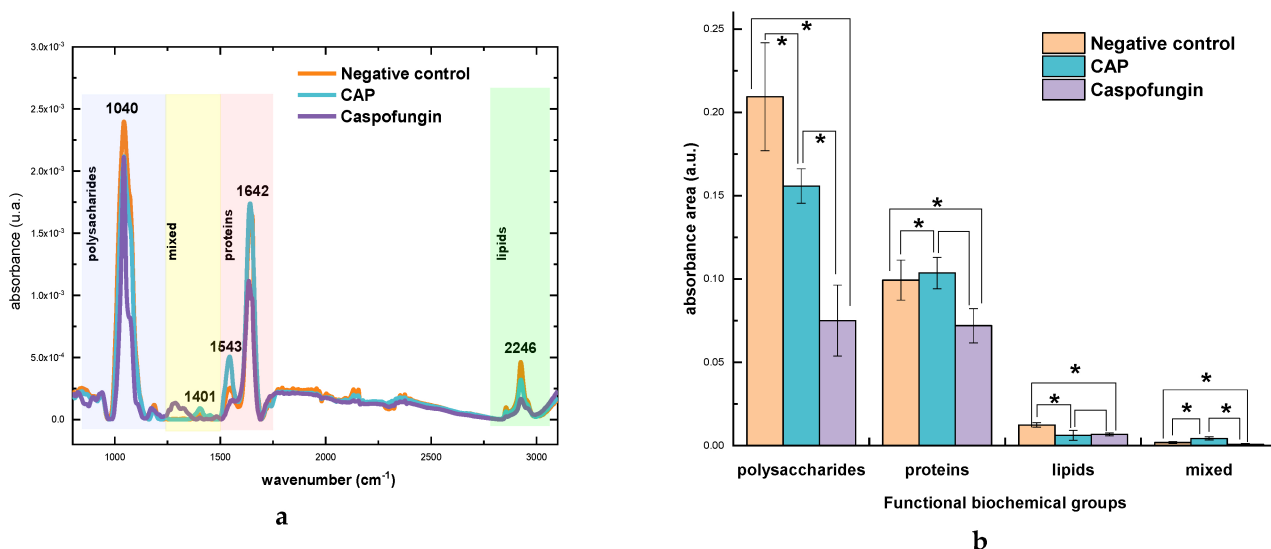 3.0x10⁻³
2.5x10⁻³
2.0x10⁻³
1.5x10⁻³
1.0x10⁻³
5.0x10⁻⁴
0.0
absorbance (u.a.)
Negative control
CAP
Caspofungin
1040
1642
1543
1401
2246
polysacharides
mixed
proteins
lipids
1000
1500
2000
2500
3000
wavenumber (cm⁻¹)
a
0.25
0.20
0.15
0.10
0.05
0.00
absorbance area (a.u.)
Negative control
CAP
Caspofungin
*
*
*
*
*
*
*
*
*
*
polysaccharides
proteins
lipids
mixed
Functional biochemical groups
b